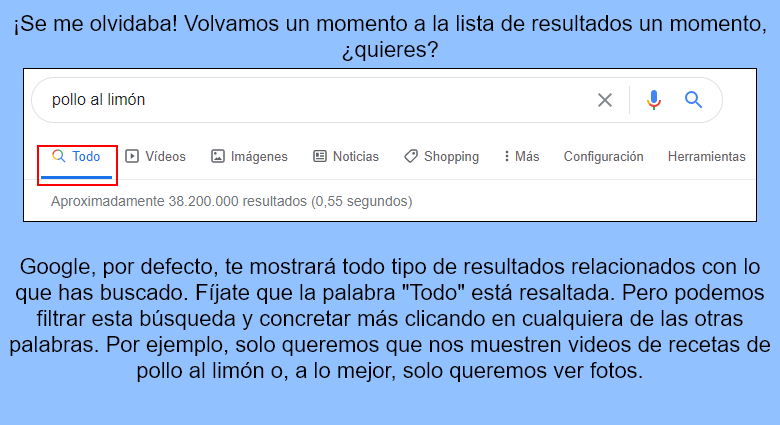 ¡Se me olvidaba! Volvamos un momento a la lista de resultados un momento,
¿quieres?
pollo al limón
Todo Vídeos Imágenes Noticias Shopping Más Configuración Herramientas
Aproximadamente 38.200.000 resultados (0,55 segundos)
Google, por defecto, te mostrará todo tipo de resultados relacionados con lo
que has buscado. Fíjate que la palabra "Todo" está resaltada. Pero podemos
filtrar esta búsqueda y concretar más clicando en cualquiera de las otras
palabras. Por ejemplo, solo queremos que nos muestren videos de recetas de
pollo al limón o, a lo mejor, solo queremos ver fotos.